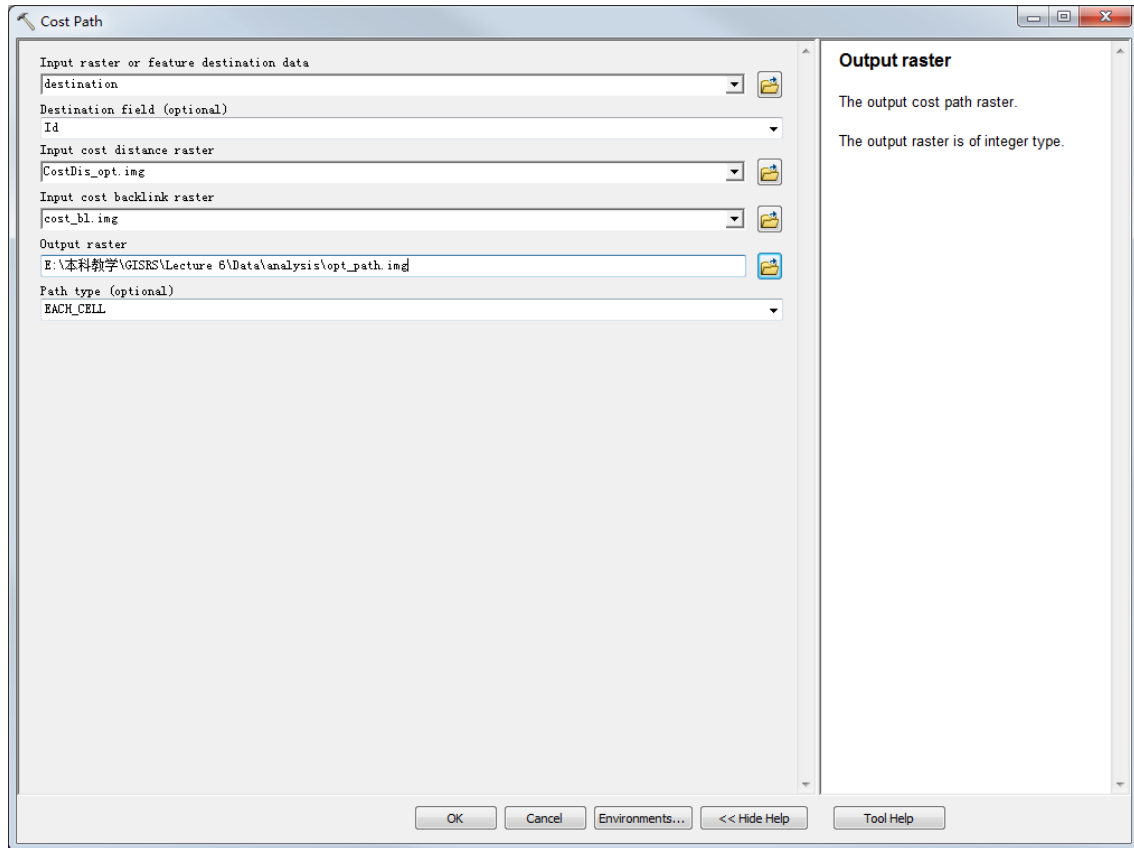 Cost Path
Input raster or feature destination data
destination
Destination field (optional)
Id
Input cost distance raster
CostDis_opt.img
Input cost backlink raster
cost_bl.img
Output raster
E:\本科教学\GISRS\Lecture 6\Data\analysis\opt_path.img
Path type (optional)
EACH_CELL
Output raster
The output cost path raster.
The output raster is of integer type.
OK
Cancel
Environments...
<< Hide Help
Tool Help